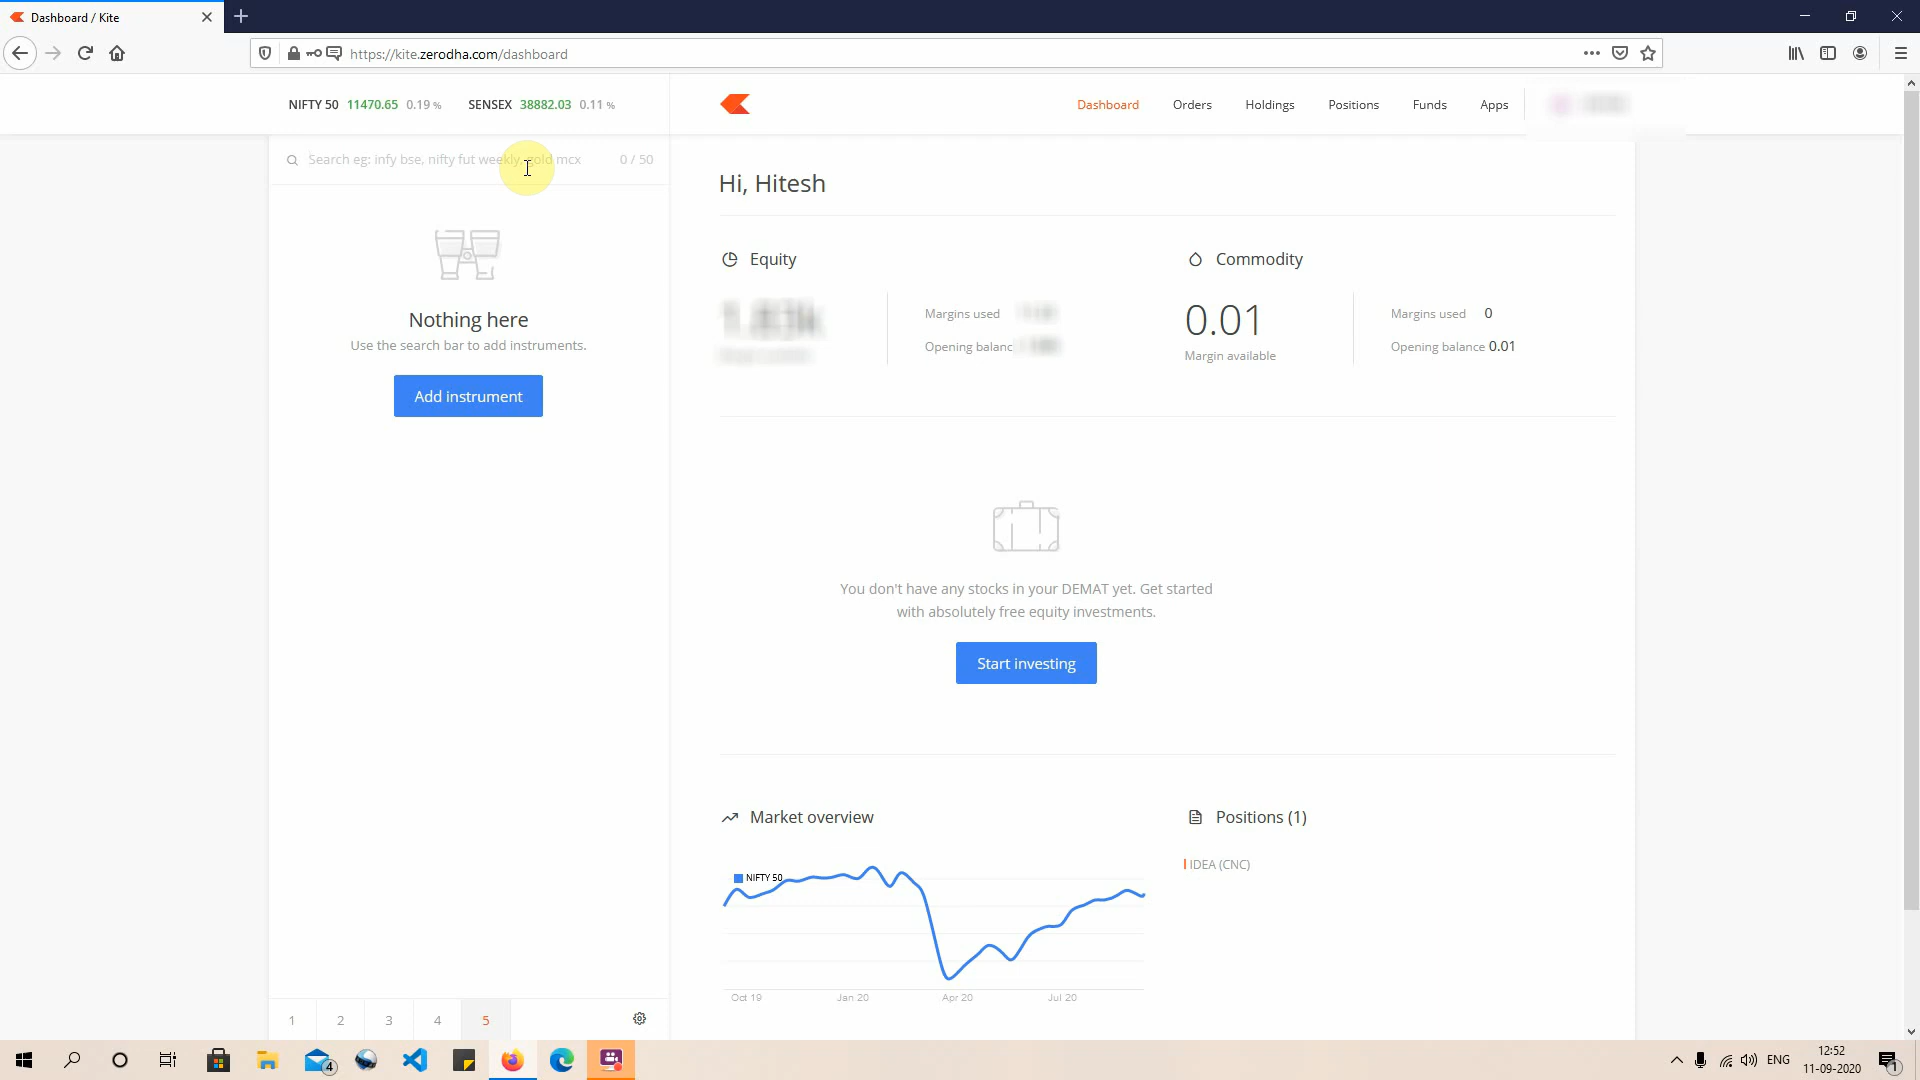 Dashboard / Kite
https://kite.zerodha.com/dashboard
NIFTY 50 11470.65 0.19 % SENSEX 38882.03 0.11 %
Dashboard Orders Holdings Positions Funds Apps
Search eg: infy bse, nifty fut weekly, gold mcx 0 / 50
Nothing here
Use the search bar to add instruments.
Add instrument
Hi, Hitesh
Equity
Margins used
Opening balanc
Commodity
0.01
Margin available
Margins used 0
Opening balance 0.01
You don't have any stocks in your DEMAT yet. Get started
with absolutely free equity investments.
Start investing
Market overview
NIFTY 50
Oct 19 Jan 20 Apr 20 Jul 20
Positions (1)
IDEA (CNC)
1 2 3 4 5
4
ENG
12:52
11-09-2020
1